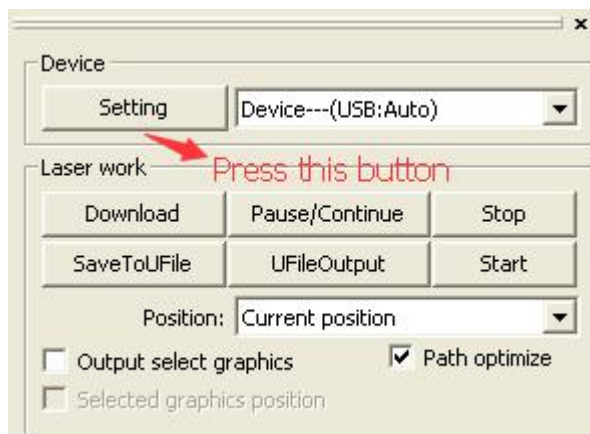 Device
Setting
Device---(USB:Auto)
Press this button
Laser work
Download
Pause/Continue
Stop
SaveToUFile
UFileOutput
Start
Position:
Current position
Output select graphics
Path optimize
Selected graphics position